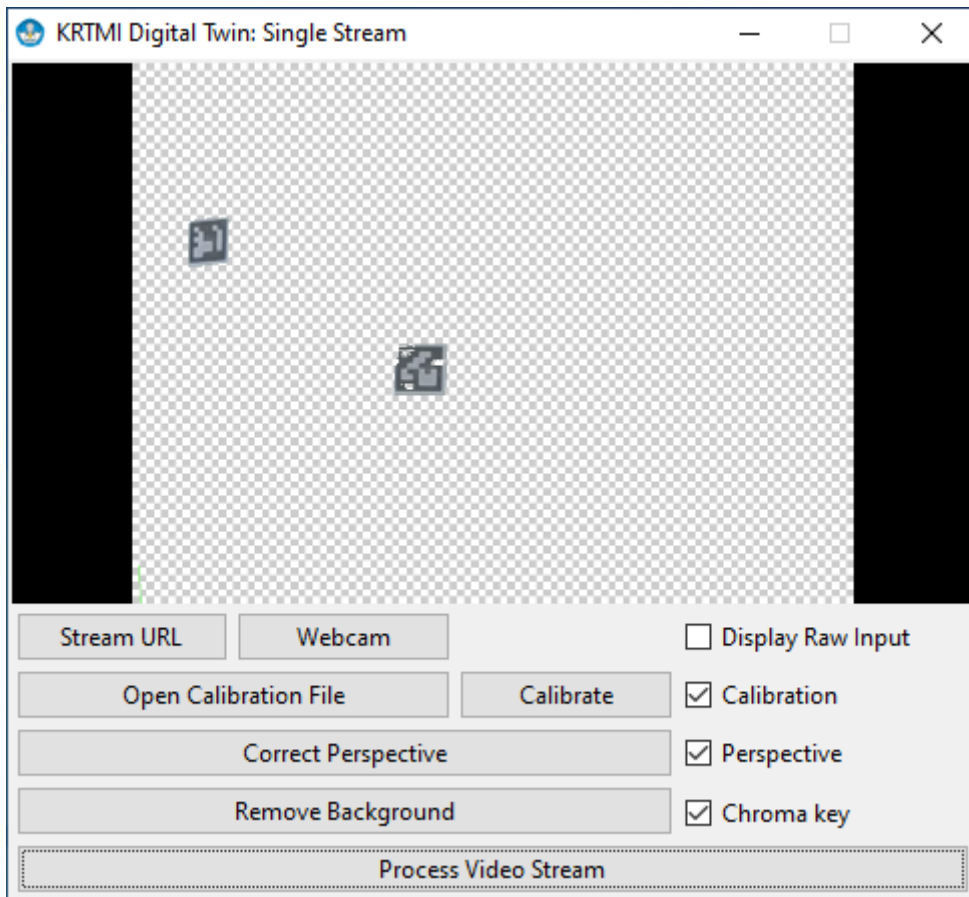 KRTMI Digital Twin: Single Stream
Stream URL Webcam Display Raw Input
Open Calibration File Calibrate Calibration
Correct Perspective Perspective
Remove Background Chroma key
Process Video Stream